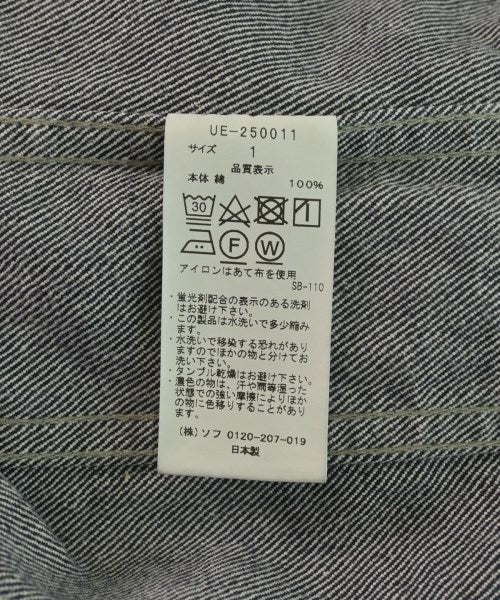 UE-250011
サイズ 1
品質表示
本体 綿 100%
30
F W
アイロンはあて布を使用
SB-110
・蛍光剤配合の表示のある洗剤
はお避け下さい。
・この製品は水洗いで多少縮み
ます。
・水洗いで移染する恐れがあり
ますのでほかの物と分けてお
洗い下さい。
・タンブル乾燥はお避け下さい
・濃色の物は、汗や雨等湿った
状態での強い摩擦によりほか
の物に色移りすることがあり
ます。
(株)ソフ 0120-207-019
日本製